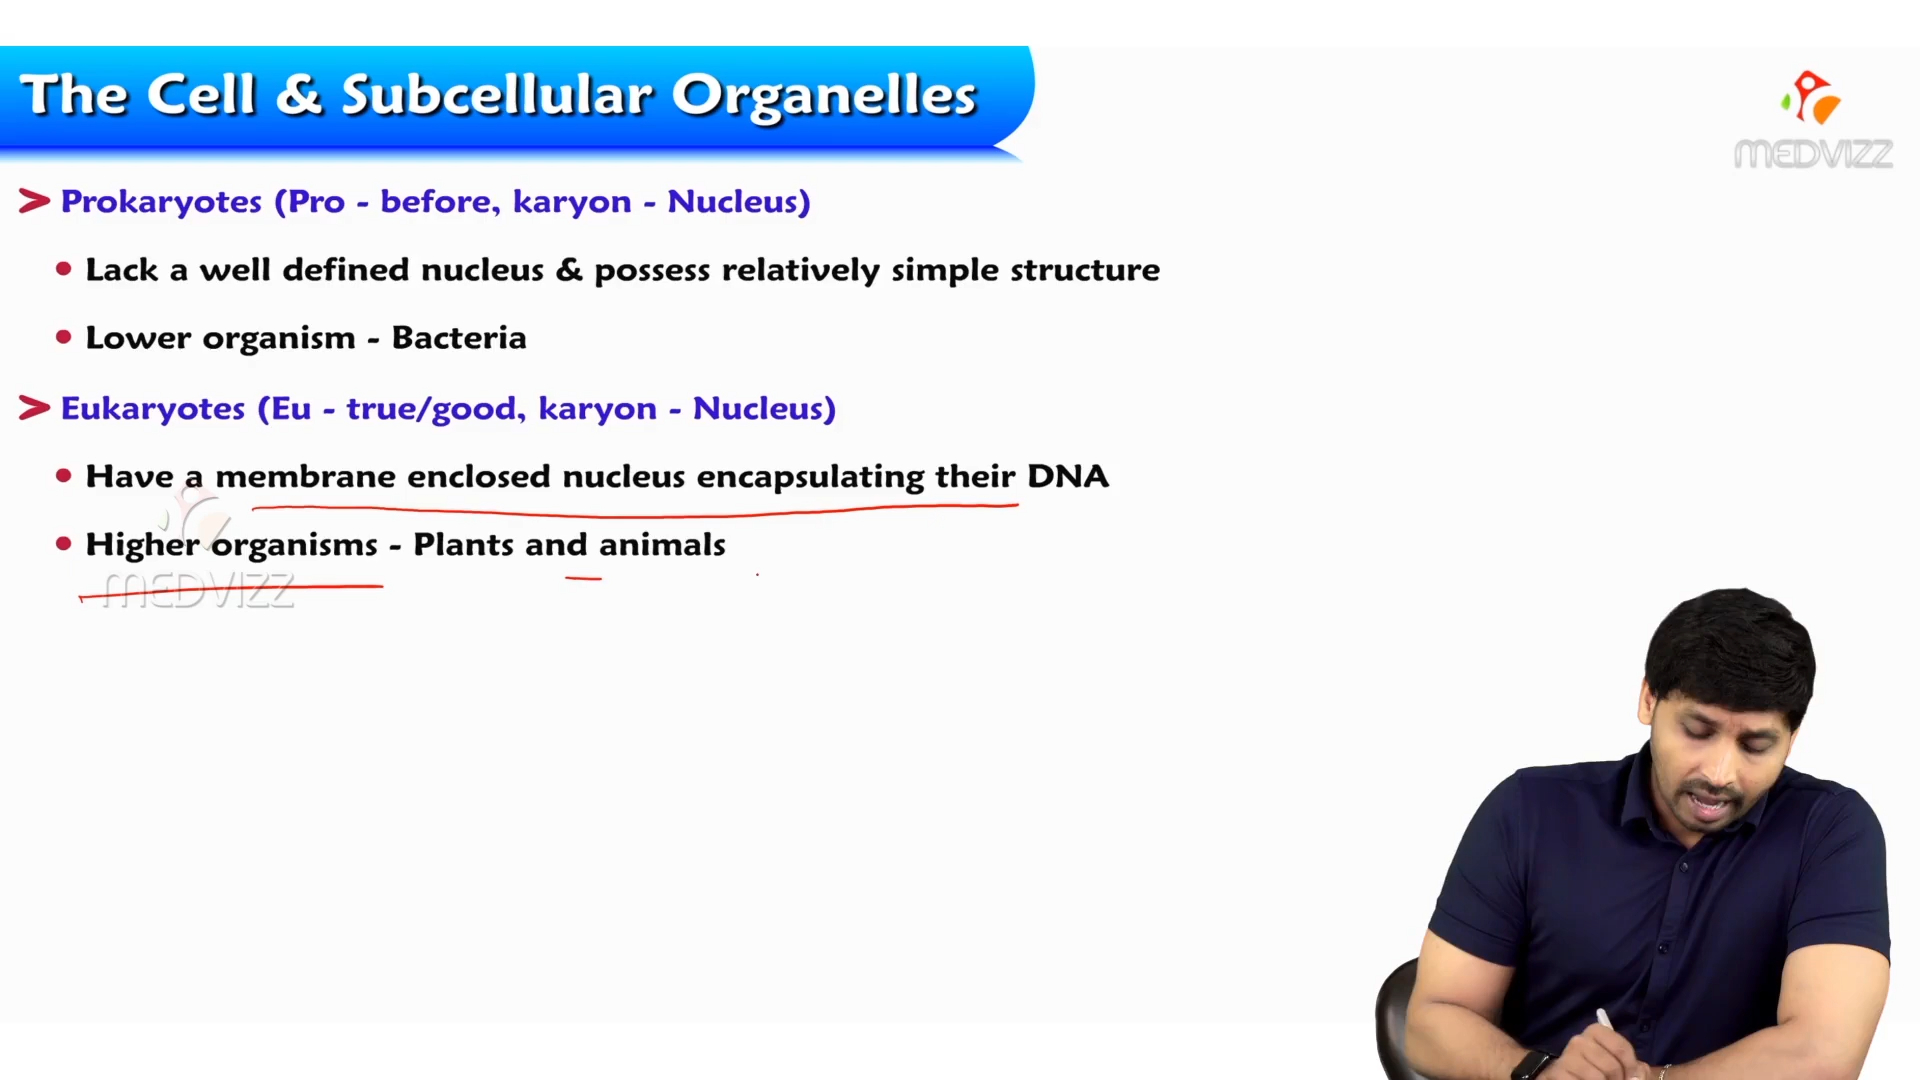 The Cell & Subcellular Organelles
MEDVIZZ
> Prokaryotes (Pro - before, karyon - Nucleus)
• Lack a well defined nucleus & possess relatively simple structure
• Lower organism - Bacteria
> Eukaryotes (Eu - true/good, karyon - Nucleus)
• Have a membrane enclosed nucleus encapsulating their DNA
• Higher organisms - Plants and animals
MEDVIZZ